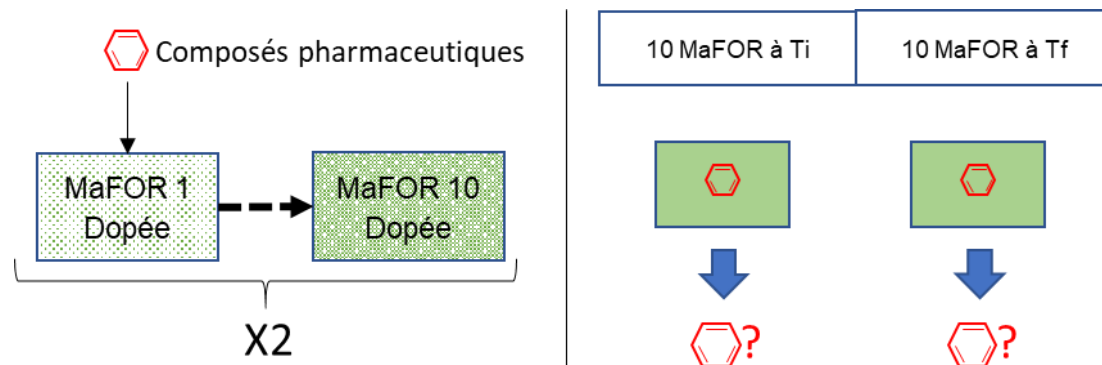 Composés pharmaceutiques
MaFOR 1
Dopée
MaFOR 10
Dopée
X2
10 MaFOR à Ti
10 MaFOR à Tf
?
?